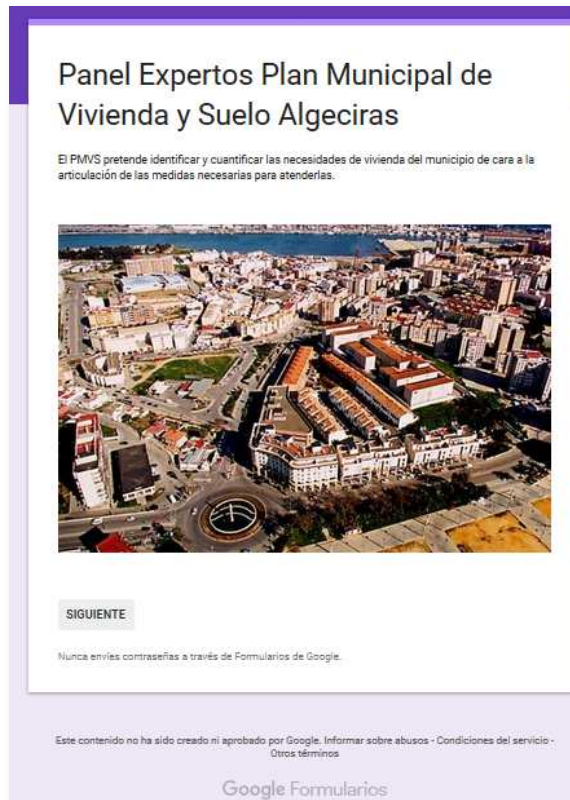 Panel Expertos Plan Municipal de
Vivienda y Suelo Algeciras
El PMVS pretende identificar y cuantificar las necesidades de vivienda del municipio de cara a la
articulación de las medidas necesarias para atenderlas.
SIGUIENTE
Nunca envíes contraseñas a través de Formularios de Google.
Este contenido no ha sido creado ni aprobado por Google. Informar sobre abusos - Condiciones del servicio -
Otros términos
Google Formularios